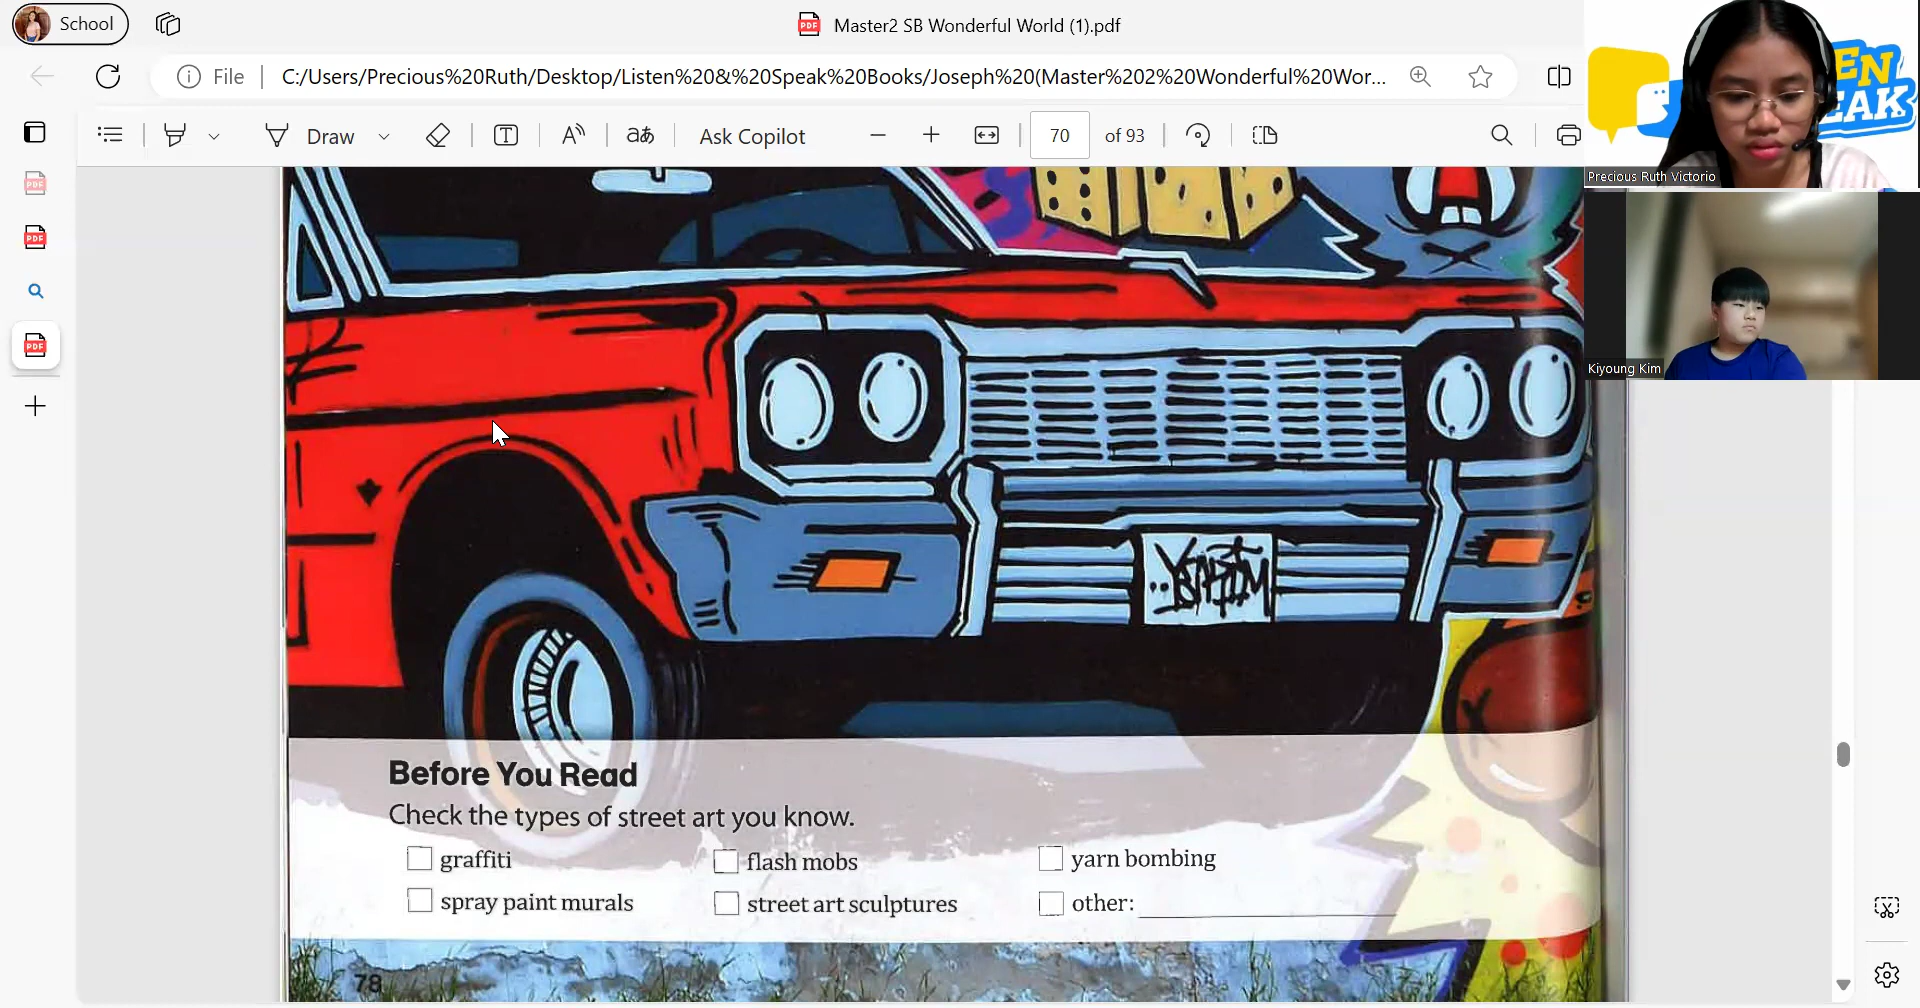 School
Master2 SB Wonderful World (1).pdf
File
C:/Users/Precious%20Ruth/Desktop/Listen%20&%20Speak%20Books/Joseph%20(Master%202%20Wonderful%20Wor...
Draw
Ask Copilot
70
of 93
EN
EAK
Precious Ruth Victorio
Kiyoung Kim
Before You Read
Check the types of street art you know.
graffiti
flash mobs
yarn bombing
spray paint murals
street art sculptures
other:
78